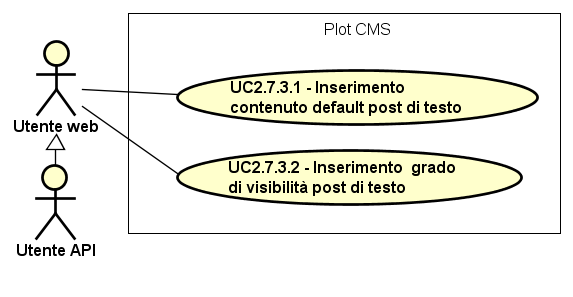 Plot CMS
UC2.7.3.1 - Inserimento
contenuto default post di testo
Utente web
UC2.7.3.2 - Inserimento grado
di visibilità post di testo
Utente API